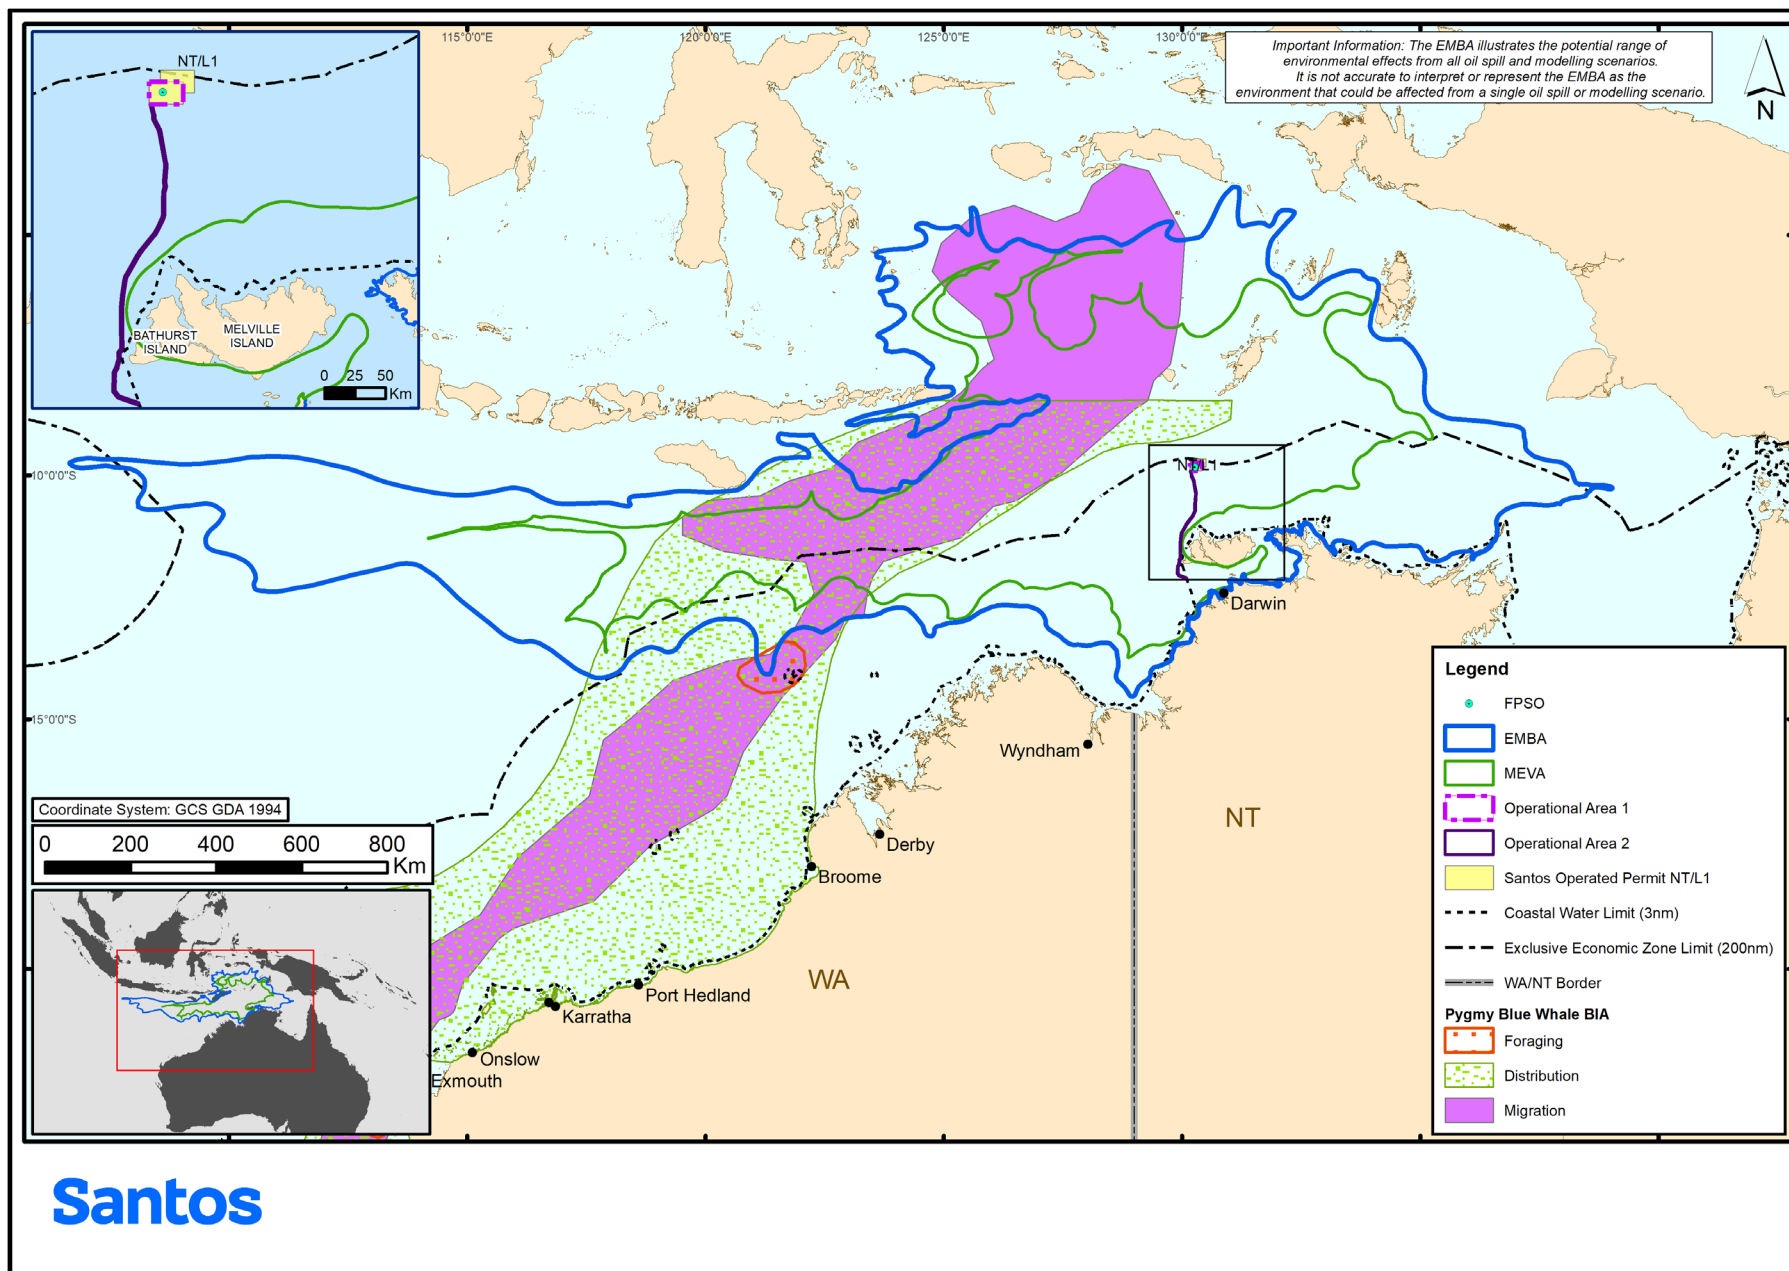 115°0'0"E
120°0'0"E
125°0'0"E
130°0'0"E
Important Information: The EMBA illustrates the potential range of
environmental effects from all oil spill and modelling scenarios.
It is not accurate to interpret or represent the EMBA as the
environment that could be affected from a single oil spill or modelling scenario.
N
NT/L1
BATHURST
ISLAND
MELVILLE
ISLAND
0 25 50
Km
10°0'0"S
NT/L1
Darwin
15°0'0"S
Wyndham
NT
Derby
Broome
WA
Port Hedland
Karratha
Onslow
Exmouth
Coordinate System: GCS GDA 1994
0 200 400 600 800
Km
Legend
FPSO
EMBA
MEVA
Operational Area 1
Operational Area 2
Santos Operated Permit NT/L1
Coastal Water Limit (3nm)
Exclusive Economic Zone Limit (200nm)
WA/NT Border
Pygmy Blue Whale BIA
Foraging
Distribution
Migration
Santos